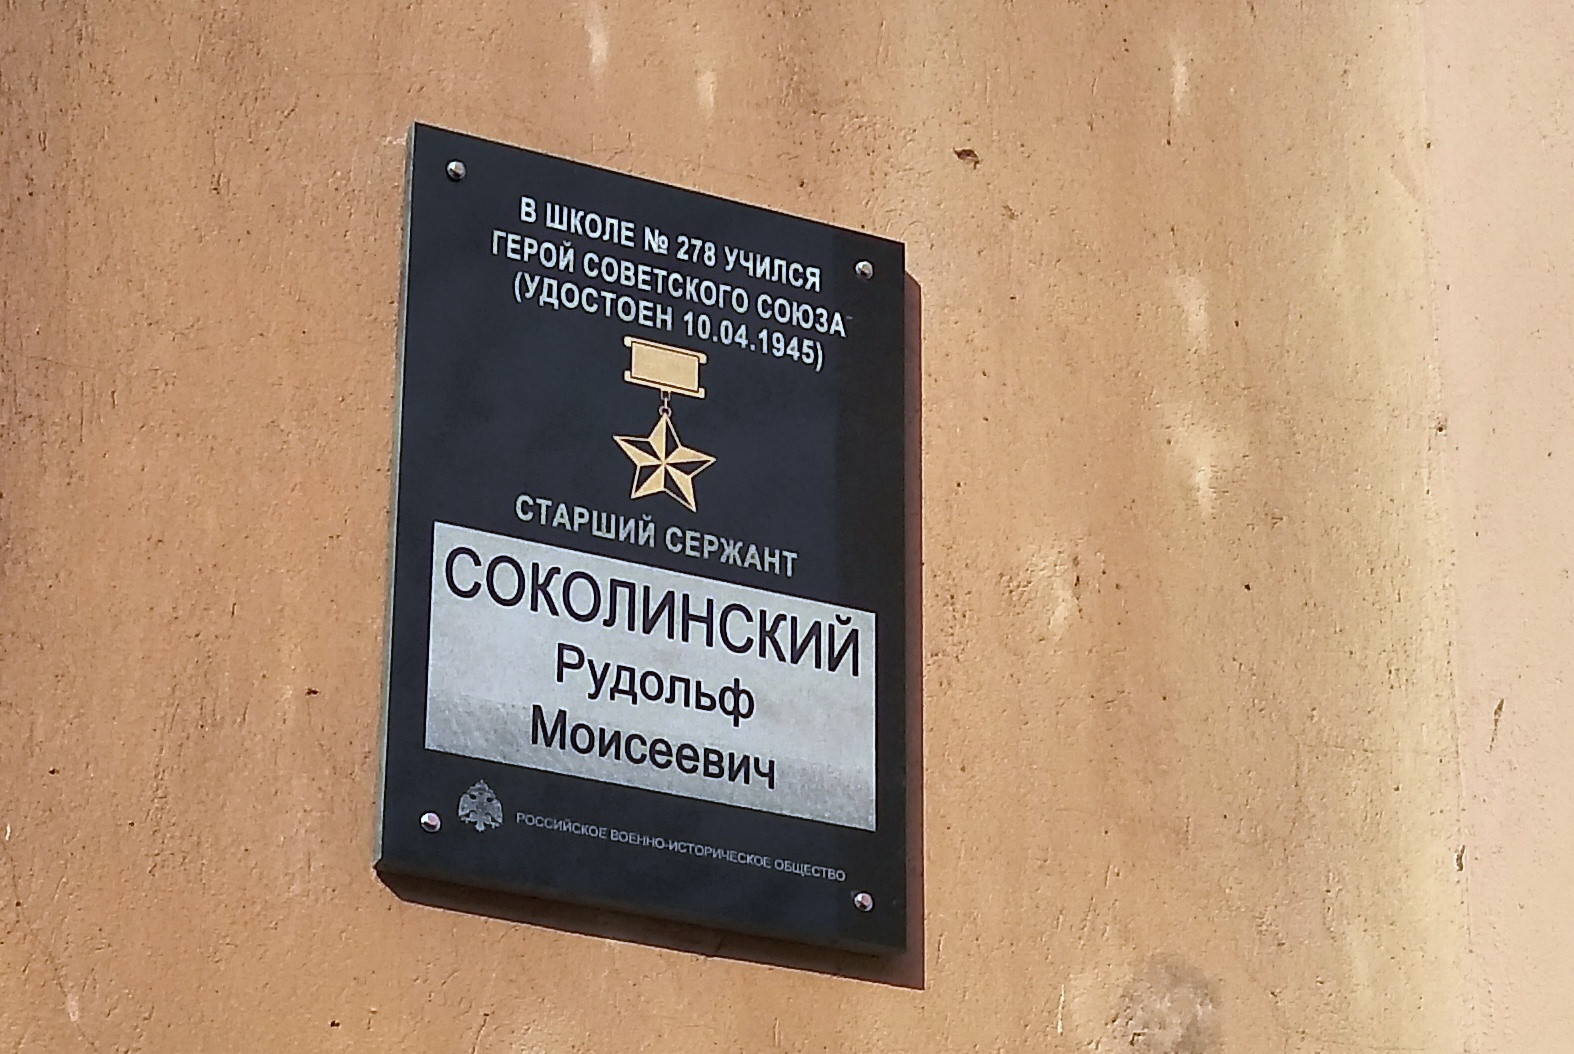 В ШКОЛЕ № 278 УЧИЛСЯ
ГЕРОЙ СОВЕТСКОГО СОЮЗА
(УДОСТОЕН 10.04.1945)
СТАРШИЙ СЕРЖАНТ
СОКОЛИНСКИЙ
Рудольф
Моисеевич
РОССИЙСКОЕ ВОЕННО-ИСТОРИЧЕСКОЕ ОБЩЕСТВО